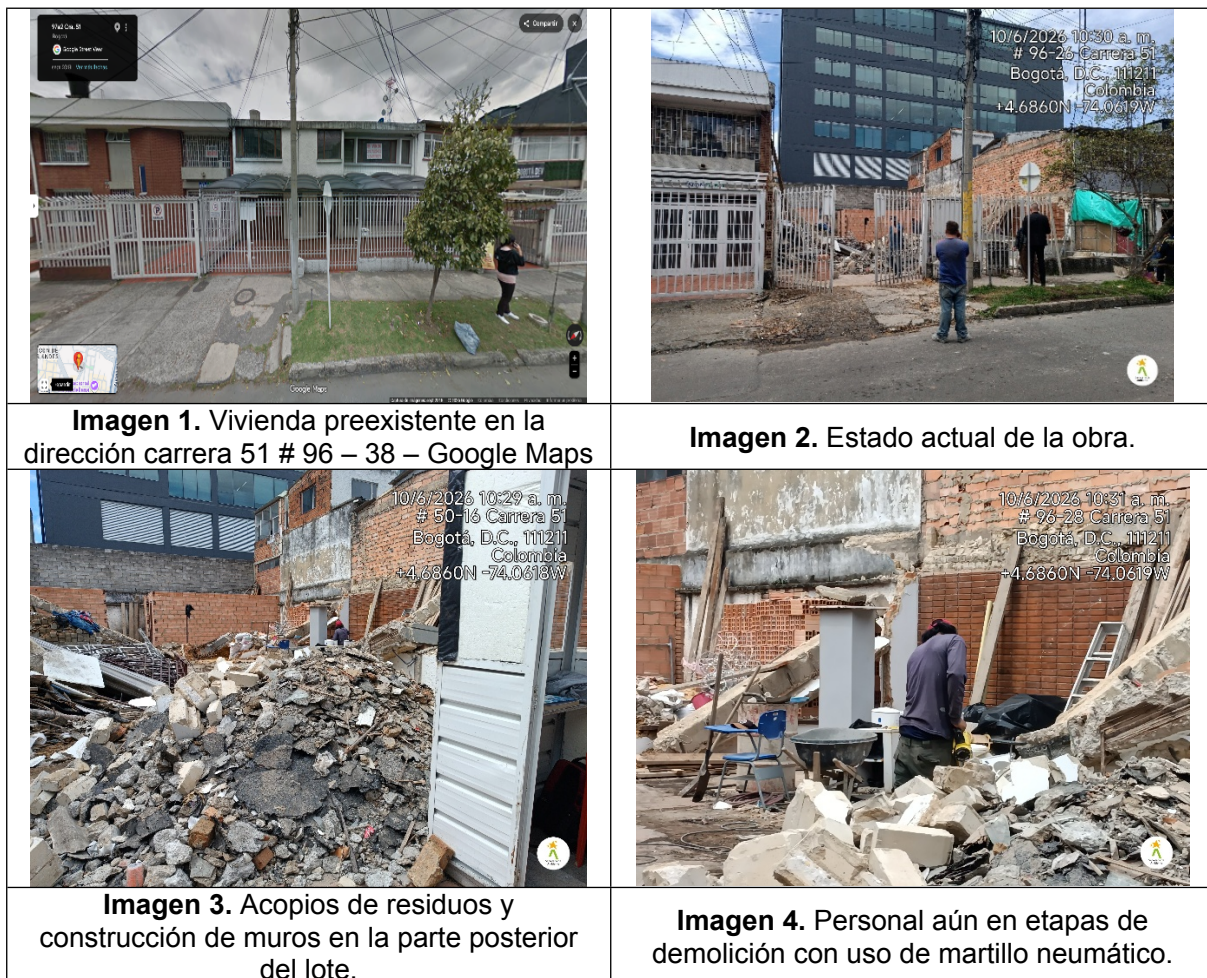 97a2 Cra. 51
Bogotá
Google Street View
Compartir
Google Maps
Imagen 1. Vivienda preexistente en la
dirección carrera 51 # 96 – 38 – Google Maps
10/6/2026 10:30 a. m.
# 96-26 Carrera 51
Bogotá, D.C., 111211
Colombia
+4.6860N -74.0619W
Imagen 2. Estado actual de la obra.
10/6/2026 10:29 a. m.
# 50-16 Carrera 51
Bogotá, D.C., 111211
Colombia
+4.6860N -74.0618W
Imagen 3. Acopios de residuos y
construcción de muros en la parte posterior
del lote.
10/6/2026 10:31 a. m.
# 96-28 Carrera 51
Bogotá, D.C., 111211
Colombia
+4.6860N -74.0619W
Imagen 4. Personal aún en etapas de
demolición con uso de martillo neumático.